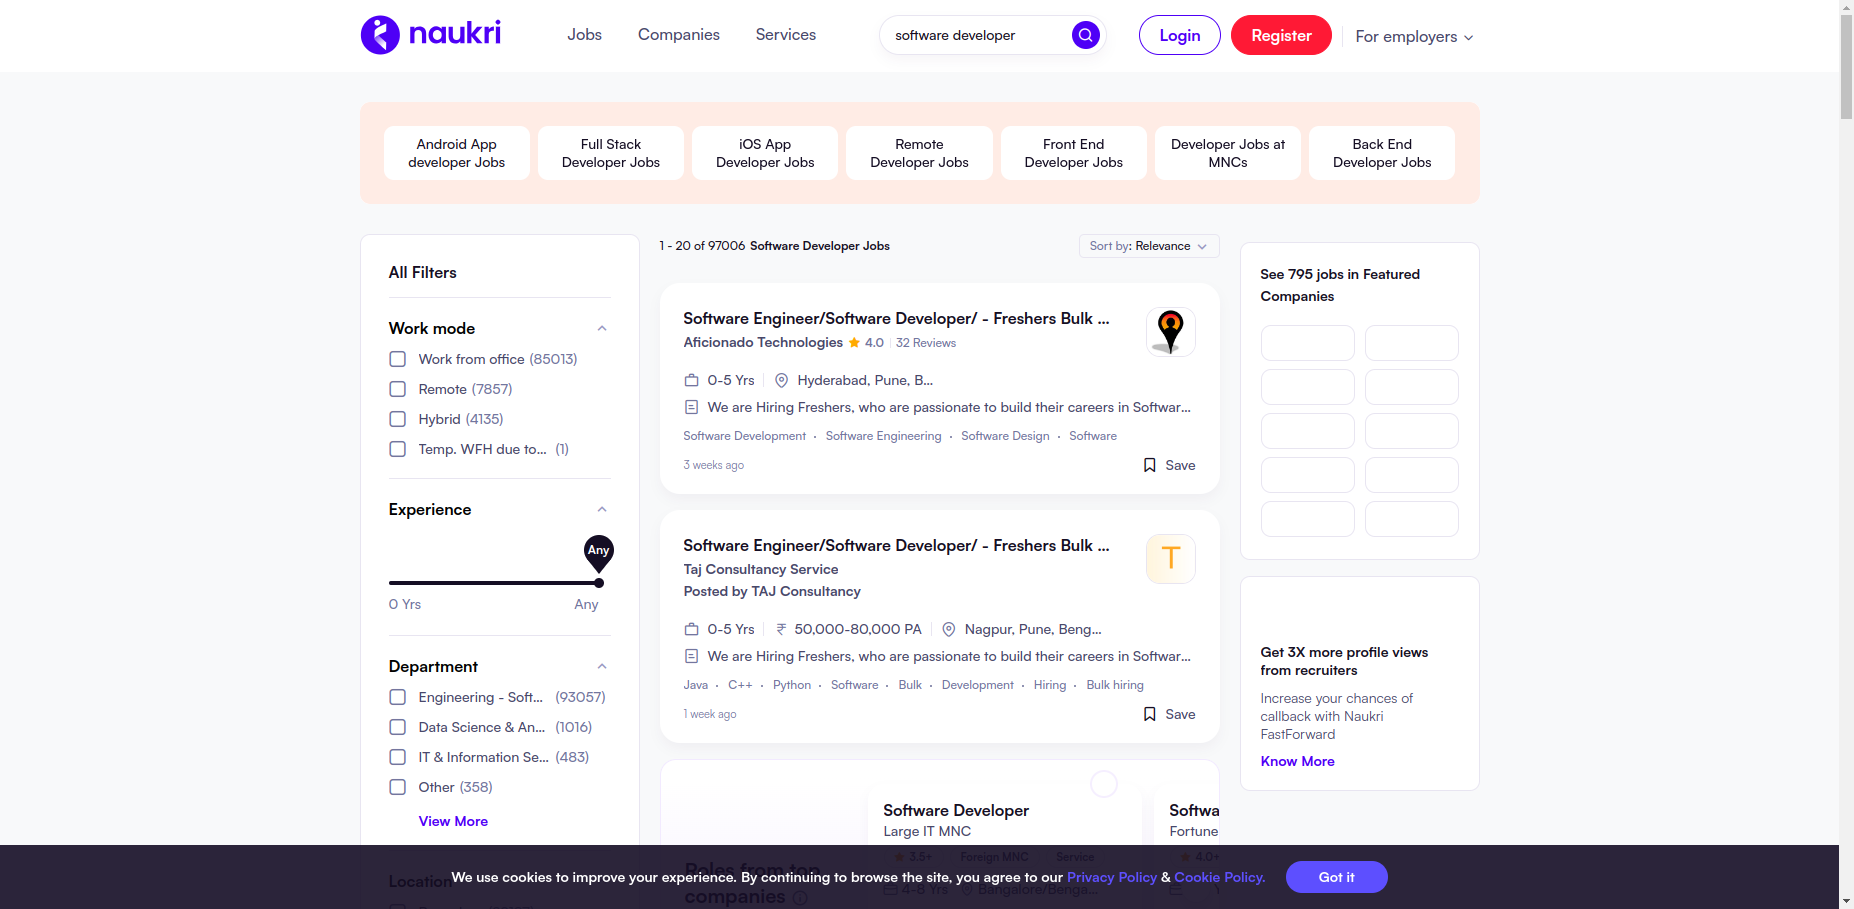 naukri
Jobs
Companies
Services
software developer
Login
Register
For employers
Android App
developer Jobs
Full Stack
Developer Jobs
iOS App
Developer Jobs
Remote
Developer Jobs
Front End
Developer Jobs
Developer Jobs at
MNCs
Back End
Developer Jobs
All Filters
Work mode
Work from office (85013)
Remote (7857)
Hybrid (4135)
Temp. WFH due to... (1)
Experience
Any
0 Yrs
Any
Department
Engineering - Soft... (93057)
Data Science & An... (1016)
IT & Information Se... (483)
Other (358)
View More
Location
1 - 20 of 97006 Software Developer Jobs
Sort by: Relevance
Software Engineer/Software Developer/ - Freshers Bulk ...
Aficionado Technologies 4.0 32 Reviews
0-5 Yrs Hyderabad, Pune, B...
We are Hiring Freshers, who are passionate to build their careers in Softwar...
Software Development · Software Engineering · Software Design · Software
3 weeks ago
Save
Software Engineer/Software Developer/ - Freshers Bulk ...
T
Taj Consultancy Service
Posted by TAJ Consultancy
0-5 Yrs ₹ 50,000-80,000 PA Nagpur, Pune, Beng...
We are Hiring Freshers, who are passionate to build their careers in Softwar...
Java · C++ · Python · Software · Bulk · Development · Hiring · Bulk hiring
1 week ago
Save
Roles from top
companies
Software Developer
Large IT MNC
3.5+ Foreign MNC Service
4-8 Yrs Bangalore/Benga...
Softwa
Fortune
4.0+
See 795 jobs in Featured
Companies
Get 3X more profile views
from recruiters
Increase your chances of
callback with Naukri
FastForward
Know More
We use cookies to improve your experience. By continuing to browse the site, you agree to our Privacy Policy & Cookie Policy.
Got it